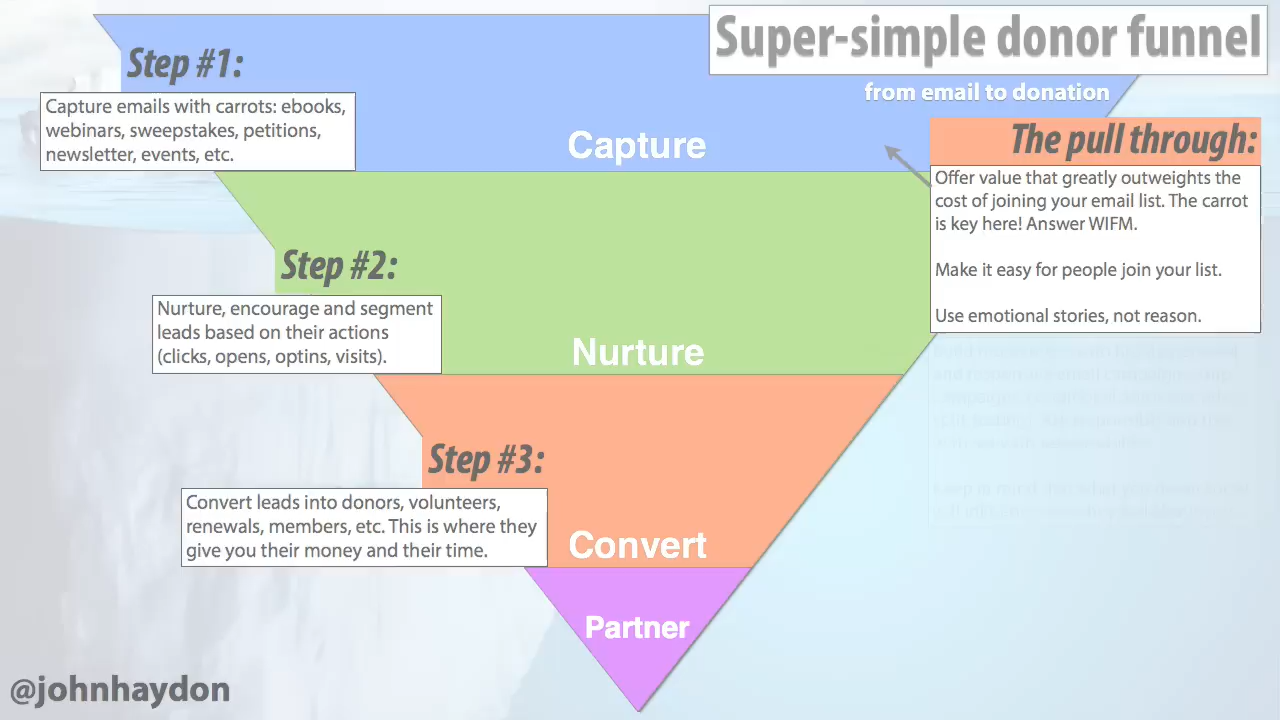 Super-simple donor funnel
from email to donation
Step #1:
Capture emails with carrots: ebooks,
webinars, sweepstakes, petitions,
newsletter, events, etc.
Capture
The pull through:
Offer value that greatly outweights the
cost of joining your email list. The carrot
is key here! Answer WIFM.
Make it easy for people join your list.
Use emotional stories, not reason.
Step #2:
Nurture, encourage and segment
leads based on their actions
(clicks, opens, optins, visits).
Nurture
Step #3:
Convert leads into donors, volunteers,
renewals, members, etc. This is where they
give you their money and their time.
Convert
Partner
@johnhaydon